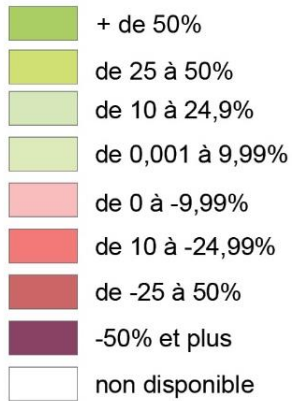 + de 50%
de 25 à 50%
de 10 à 24,9%
de 0,001 à 9,99%
de 0 à -9,99%
de 10 à -24,99%
de -25 à 50%
-50% et plus
non disponible